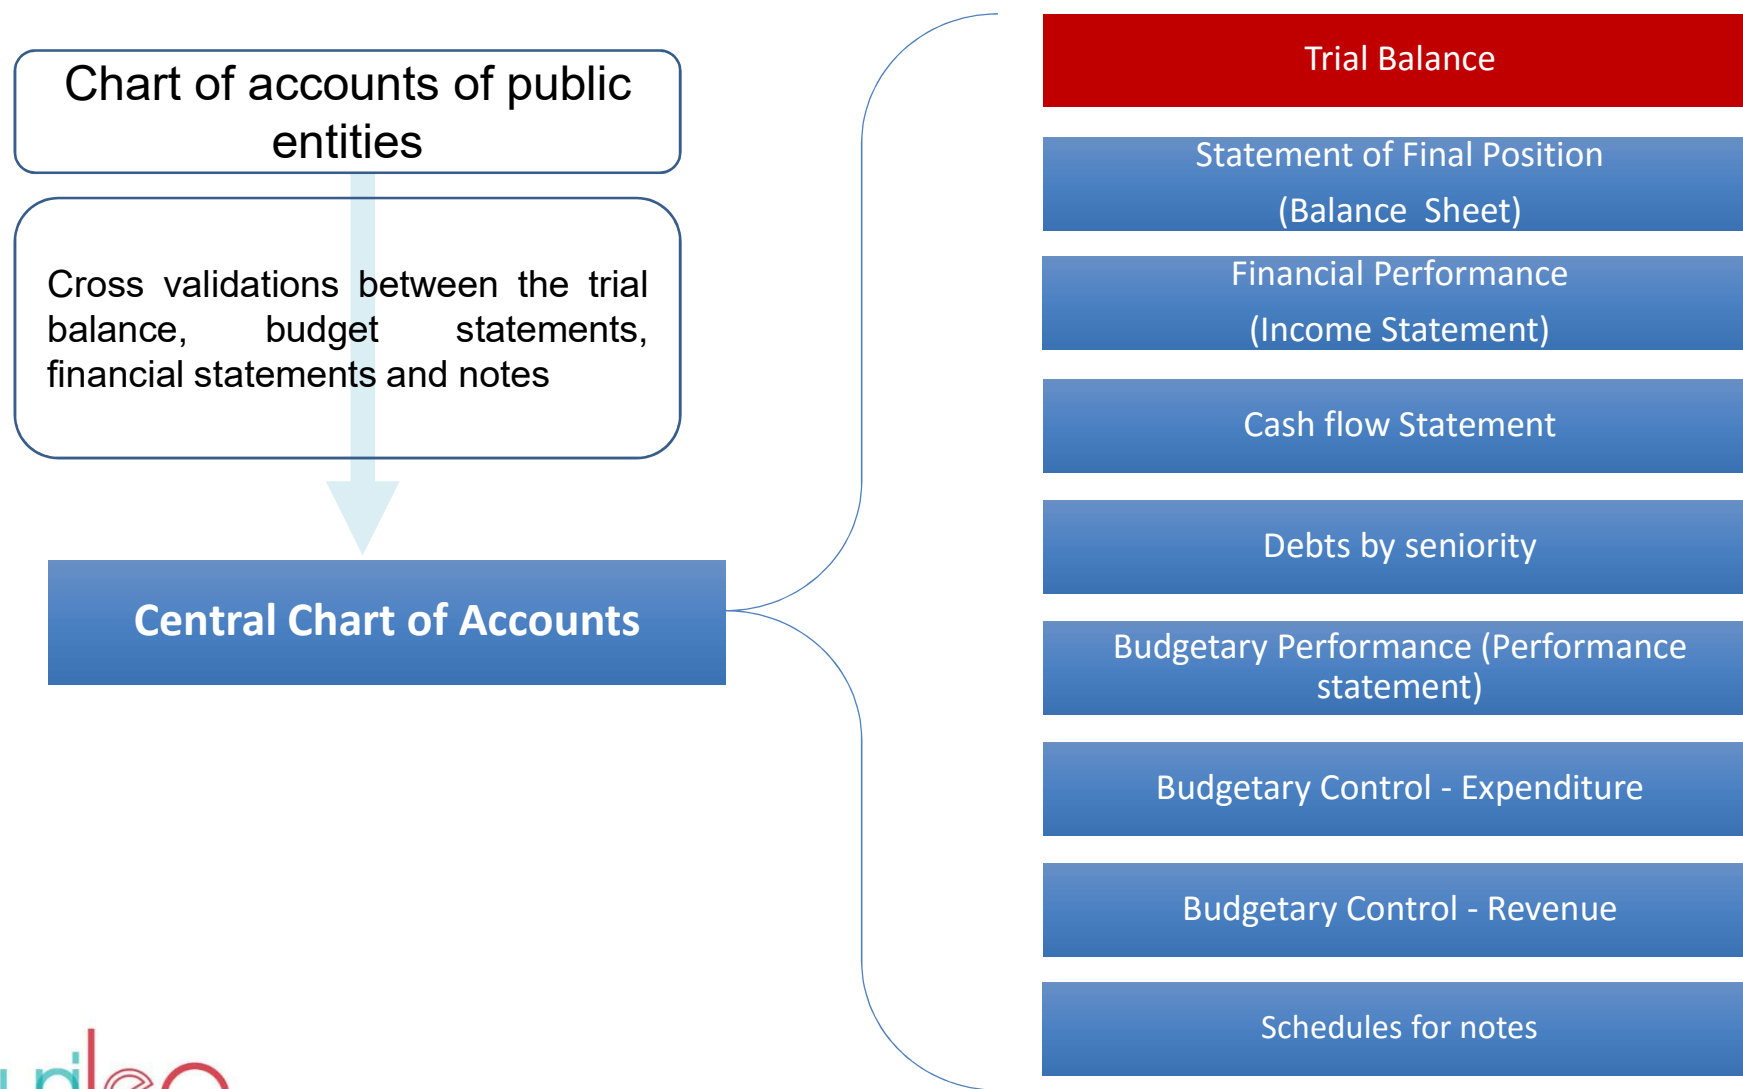 Chart of accounts of public
entities
Cross validations between the trial
balance, budget statements,
financial statements and notes
Central Chart of Accounts
Trial Balance
Statement of Final Position
(Balance Sheet)
Financial Performance
(Income Statement)
Cash flow Statement
Debts by seniority
Budgetary Performance (Performance
statement)
Budgetary Control - Expenditure
Budgetary Control - Revenue
Schedules for notes